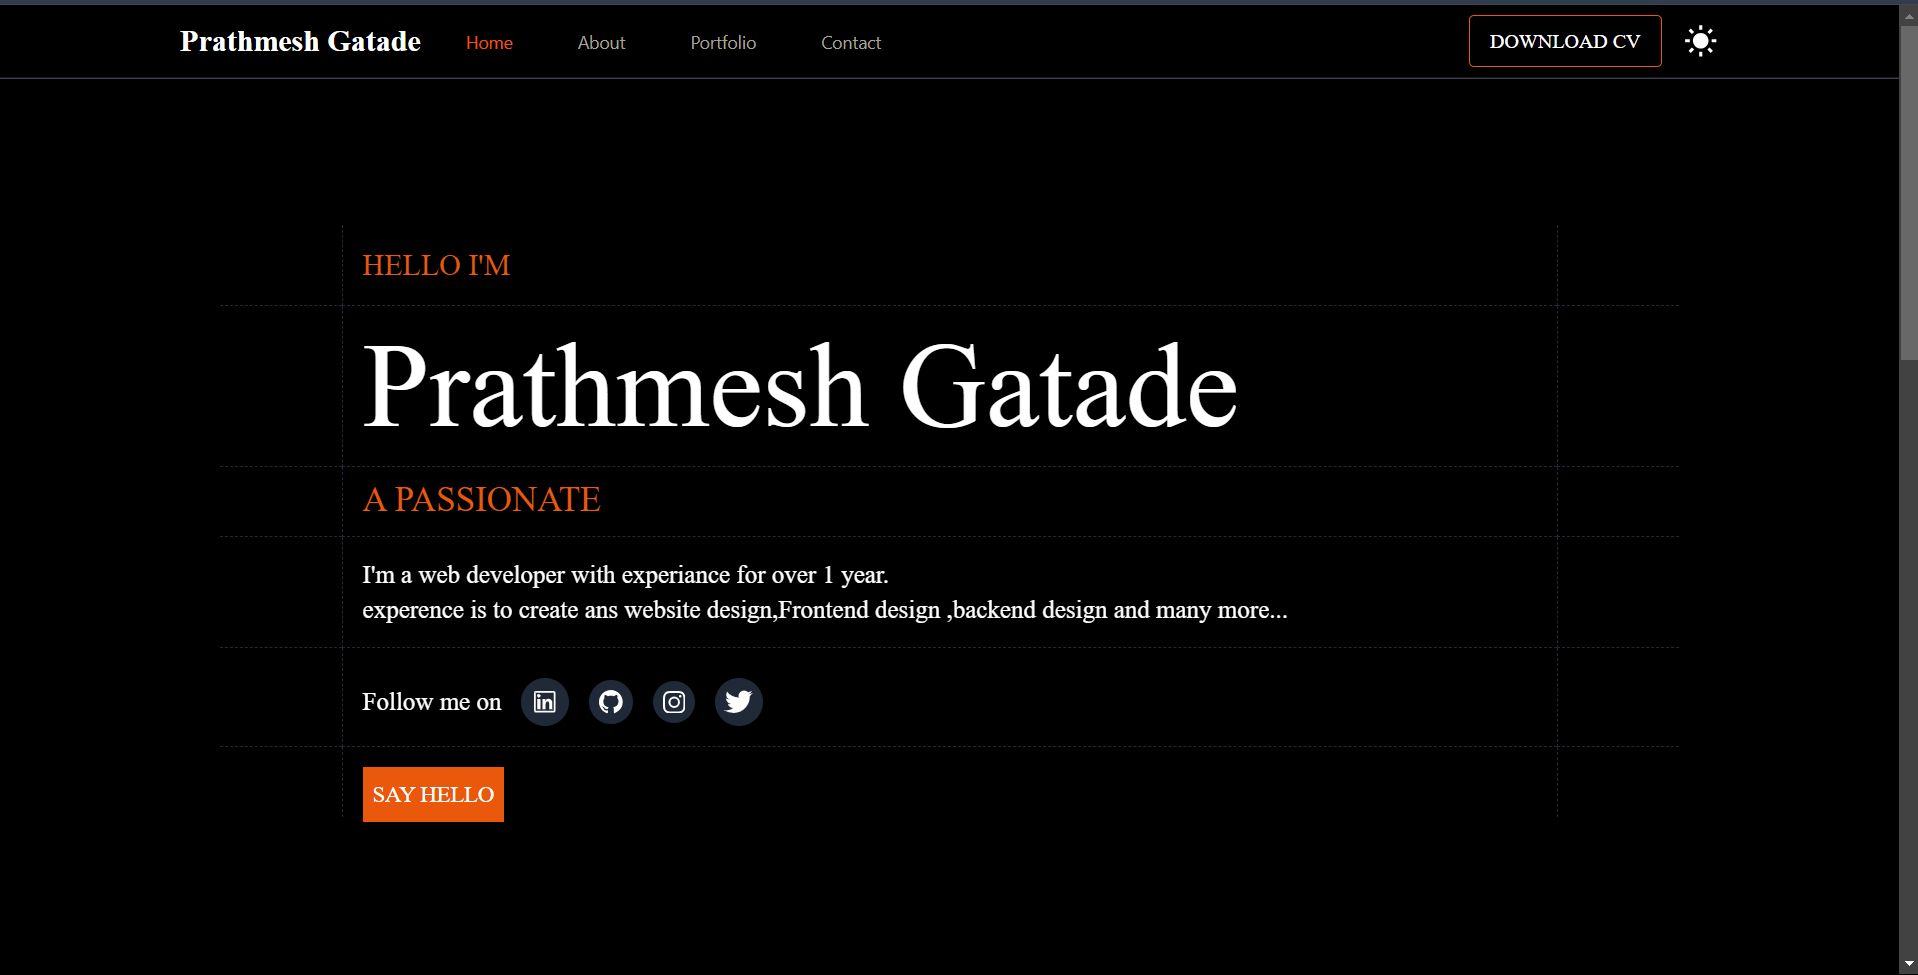 Prathmesh Gatade Home About Portfolio Contact DOWNLOAD CV
HELLO I'M
Prathmesh Gatade
A PASSIONATE
I'm a web developer with experiance for over 1 year.
experence is to create ans website design,Frontend design ,backend design and many more...
Follow me on in
SAY HELLO